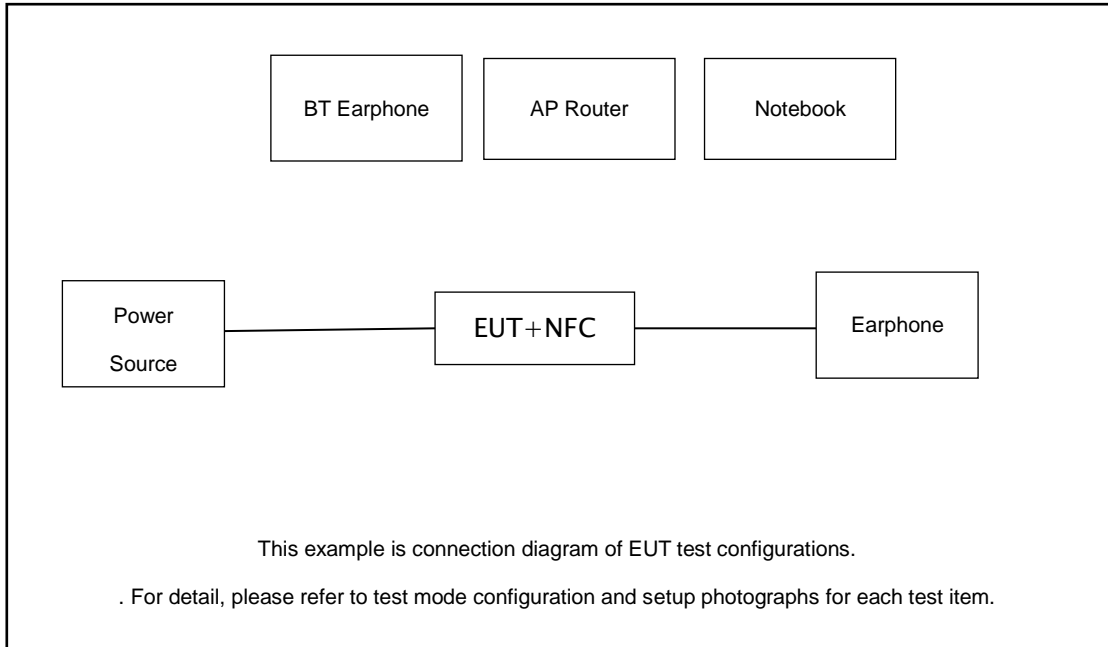 BT Earphone
AP Router
Notebook
Power
Source
EUT+NFC
Earphone
This example is connection diagram of EUT test configurations.
. For detail, please refer to test mode configuration and setup photographs for each test item.